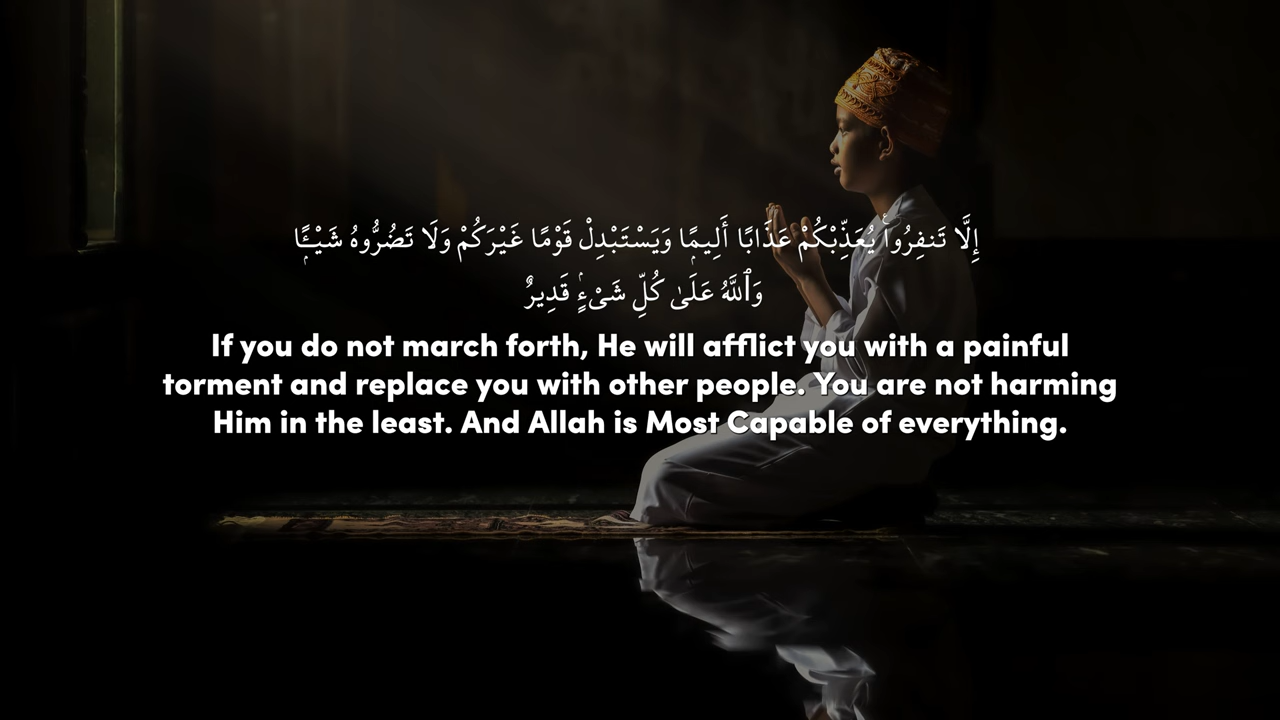 إِلَّا تَنفِرُوا۟ يُعَذِّبْكُمْ عَذَابًا أَلِيمًۭا وَيَسْتَبْدِلْ قَوْمًا غَيْرَكُمْ وَلَا تَضُرُّوهُ شَيْـًۭٔا
وَٱللَّهُ عَلَىٰ كُلِّ شَىْءٍۢ قَدِيرٌ
If you do not march forth, He will afflict you with a painful
torment and replace you with other people. You are not harming
Him in the least. And Allah is Most Capable of everything.